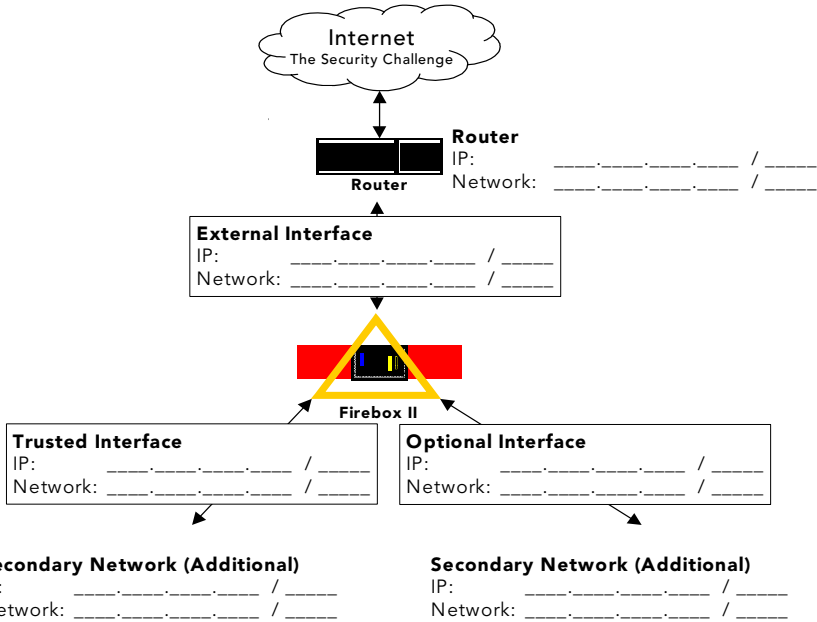 Internet
The Security Challenge
Router
IP: ____.____.____.____ / _____
Network: ____.____.____.____ / _____
Router
External Interface
IP: ____.____.____.____ / _____
Network: ____.____.____.____ / _____
Firebox II
Trusted Interface
IP: ____.____.____.____ / _____
Network: ____.____.____.____ / _____
Optional Interface
IP: ____.____.____.____ / _____
Network: ____.____.____.____ / _____
econdary Network (Additional)
: ____.____.____.____ / _____
etwork: ____.____.____.____ / _____
Secondary Network (Additional)
IP: ____.____.____.____ / _____
Network: ____.____.____.____ / _____